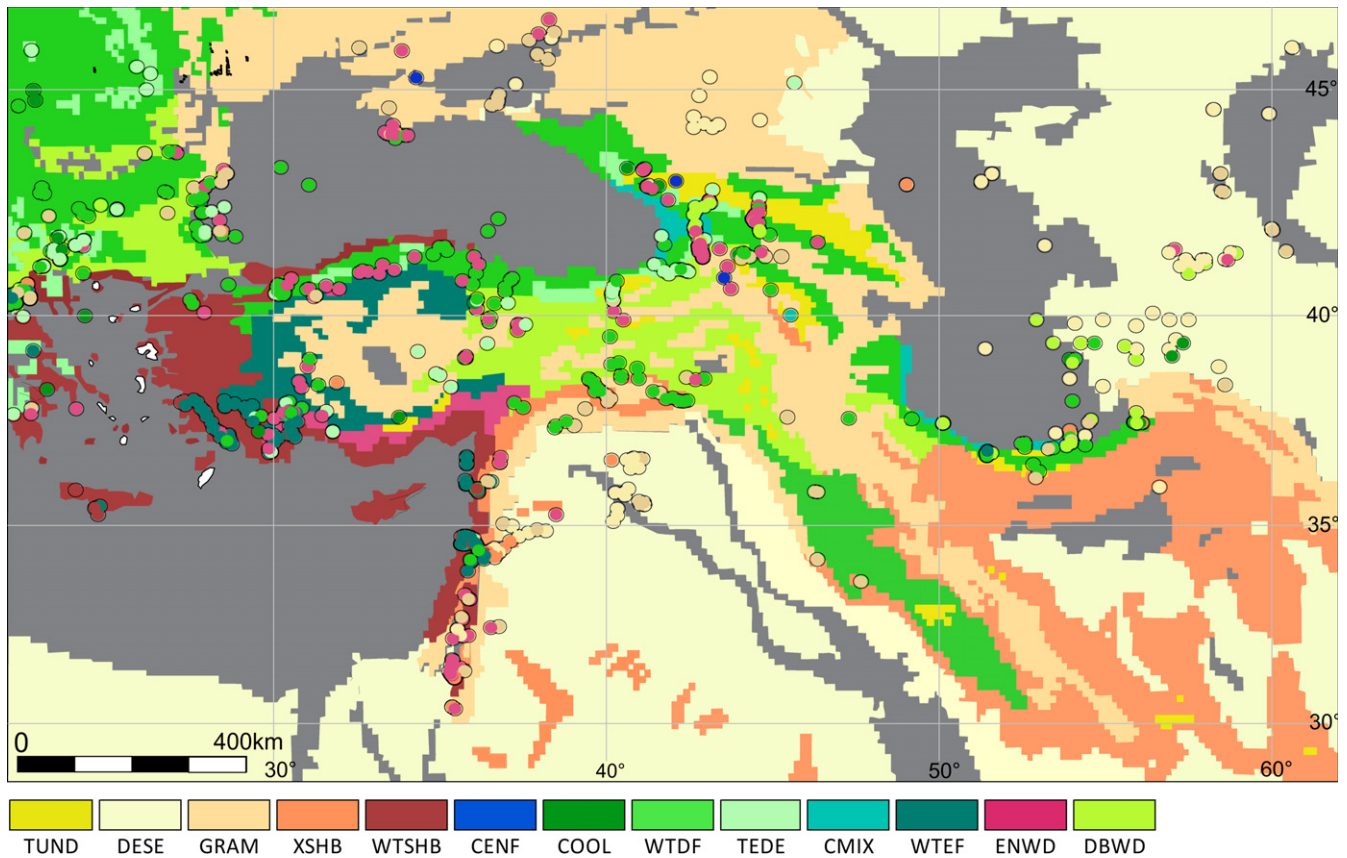 45°
40°
35°
30°
0 400km
30° 40° 50° 60°
TUND DESE GRAM XSHB WTSHB CENF COOL WTDF TEDE CMIX WTEF ENWD DBWD